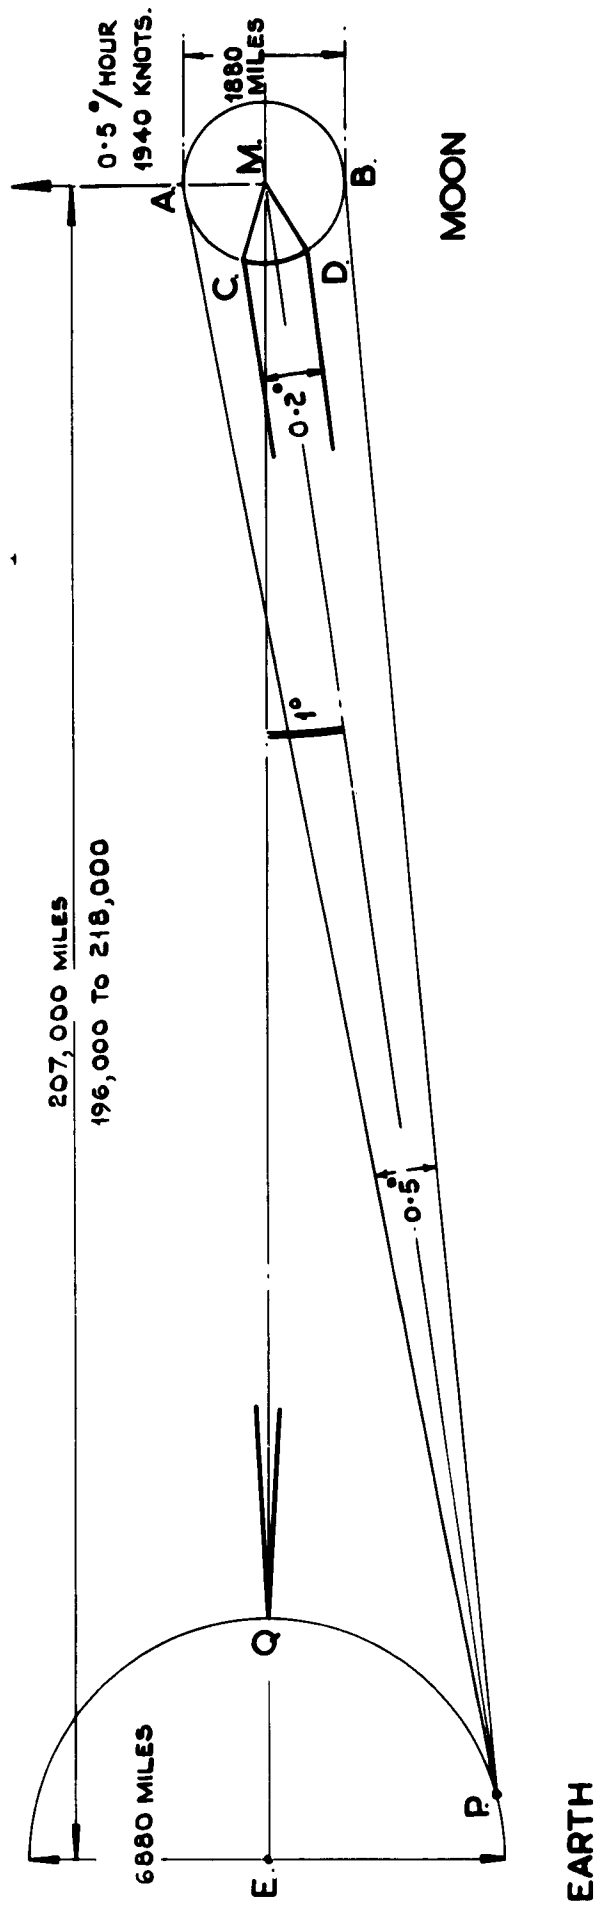 207,000 MILES
196,000 TO 218,000
0·5°/HOUR
1940 KNOTS.
1880
MILES
A.
M.
B.
C.
D.
0·2°
1°
0·5°
Q
6880 MILES
E.
P.
EARTH
MOON